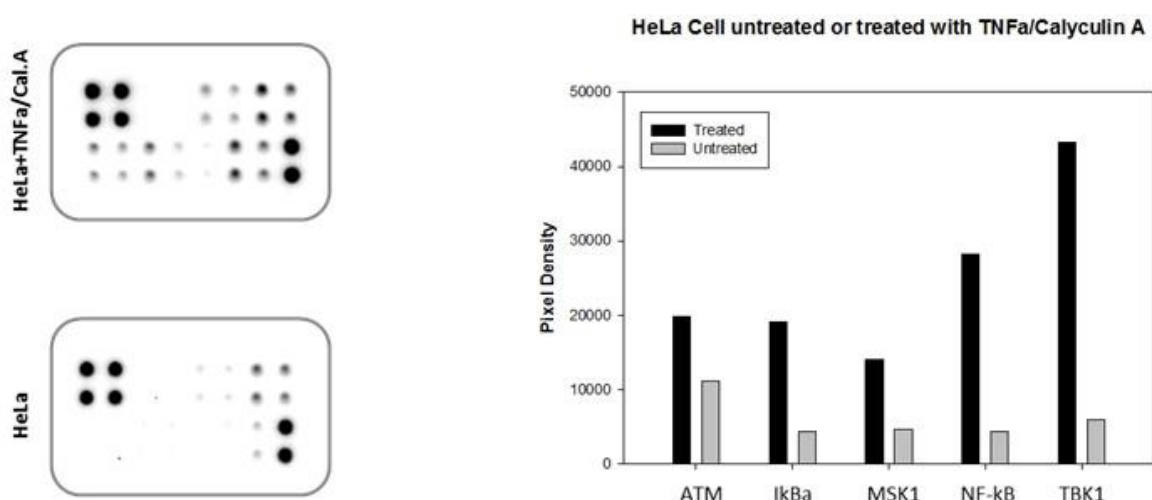 HeLa+TNFa/Cal.A
HeLa
HeLa Cell untreated or treated with TNFa/Calyculin A
Treated
Untreated
Pixel Density
50000
40000
30000
20000
10000
0
ATM IkBa MSK1 NF-kB TBK1